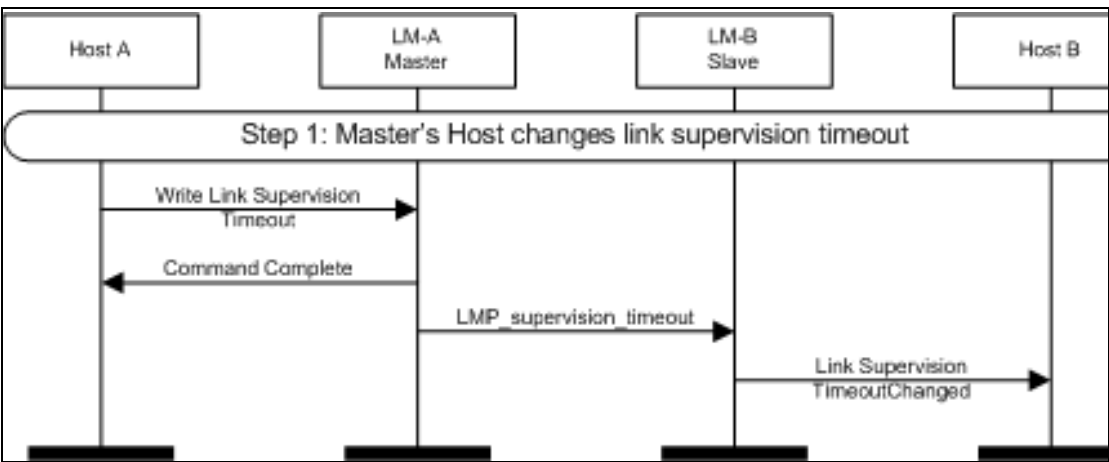 Host A
LM-A
Master
LM-B
Slave
Host B
Step 1: Master's Host changes link supervision timeout
Write Link Supervision
Timeout
Command Complete
LMP_supervision_timeout
Link Supervision
TimeoutChanged